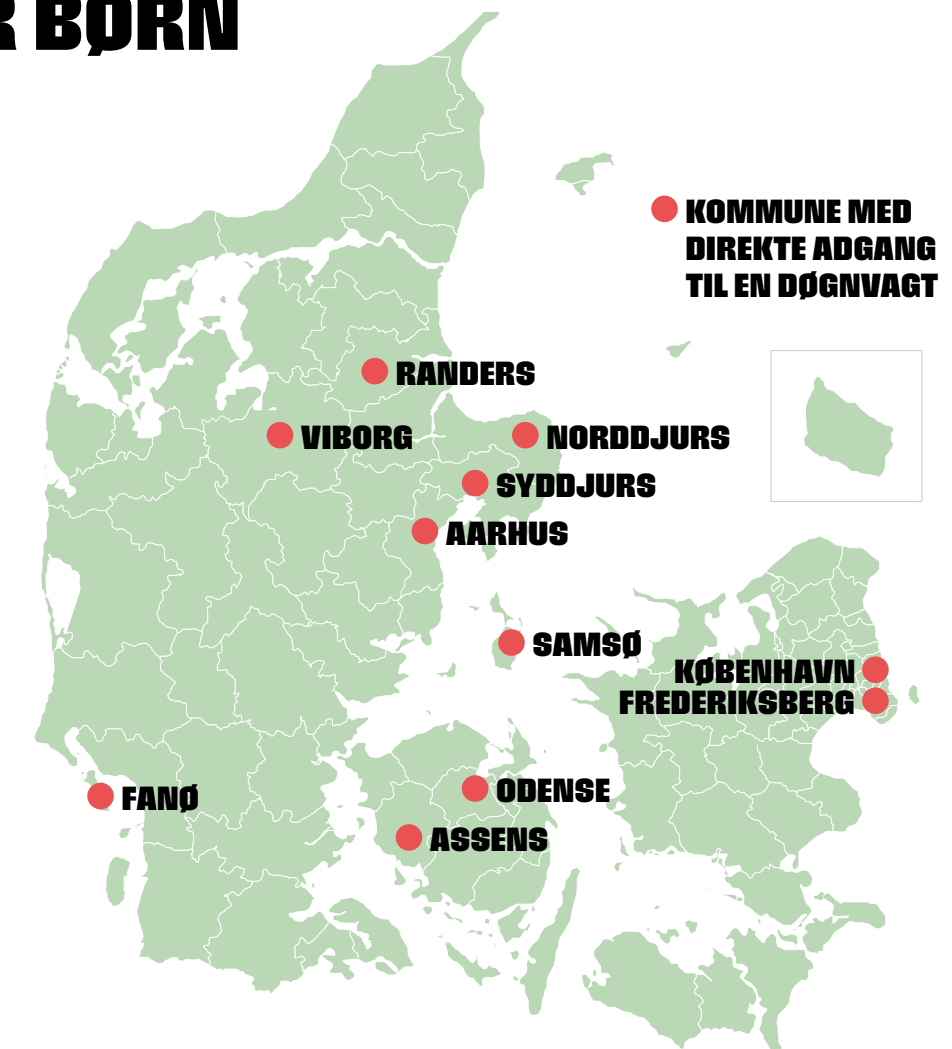 R BØRN
KOMMUNE MED
DIREKTE ADGANG
TIL EN DØGNVAGT
RANDERS
VIBORG
NORDDJURS
SYDDJURS
AARHUS
SAMSØ
KØBENHAVN
FREDERIKSBERG
ODENSE
FANØ
ASSENS